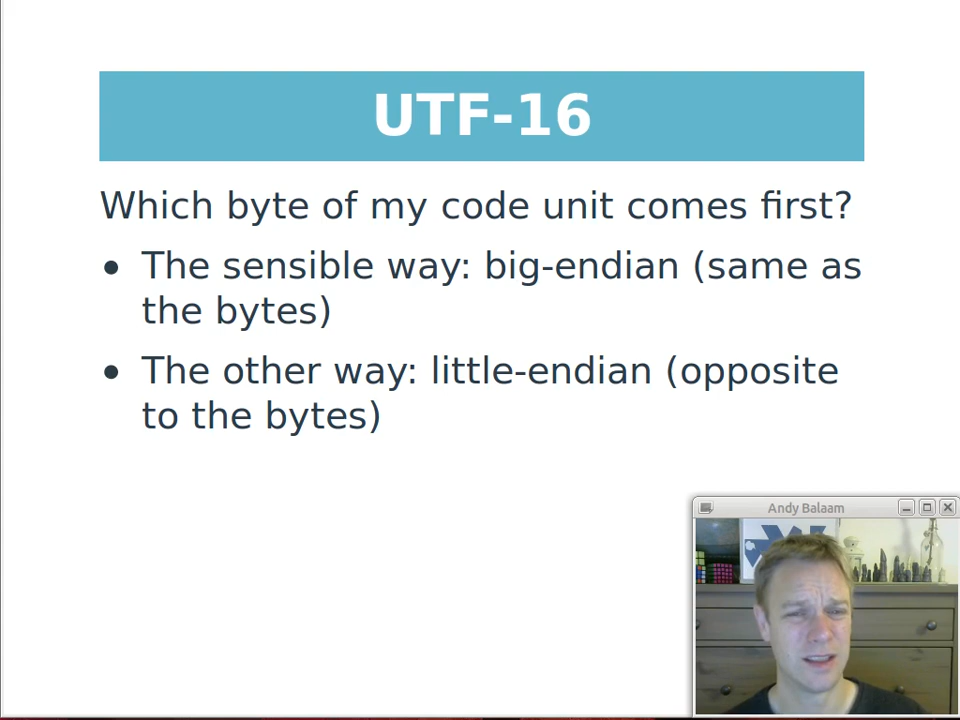 UTF-16
Which byte of my code unit comes first?
• The sensible way: big-endian (same as
the bytes)
• The other way: little-endian (opposite
to the bytes)
Andy Balaam